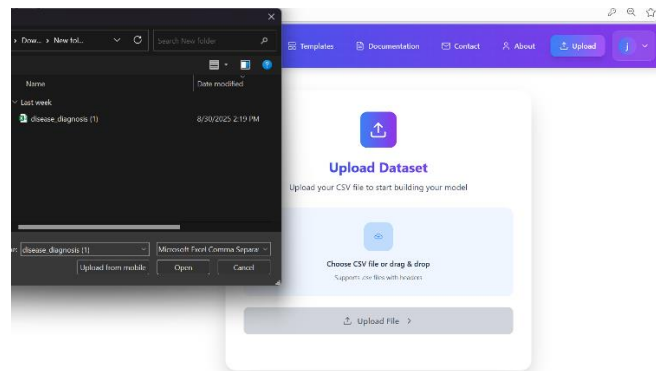 › Dow... › New fol...
Search New folder
Name
Date modified
Last week
disease_diagnosis (1)
8/30/2025 2:19 PM
disease_diagnosis (1)
Microsoft Excel Comma Separat
Upload from mobile
Open
Cancel
Templates
Documentation
Contact
About
Upload
j
Upload Dataset
Upload your CSV file to start building your model
Choose CSV file or drag & drop
Supports .csv files with headers
Upload File